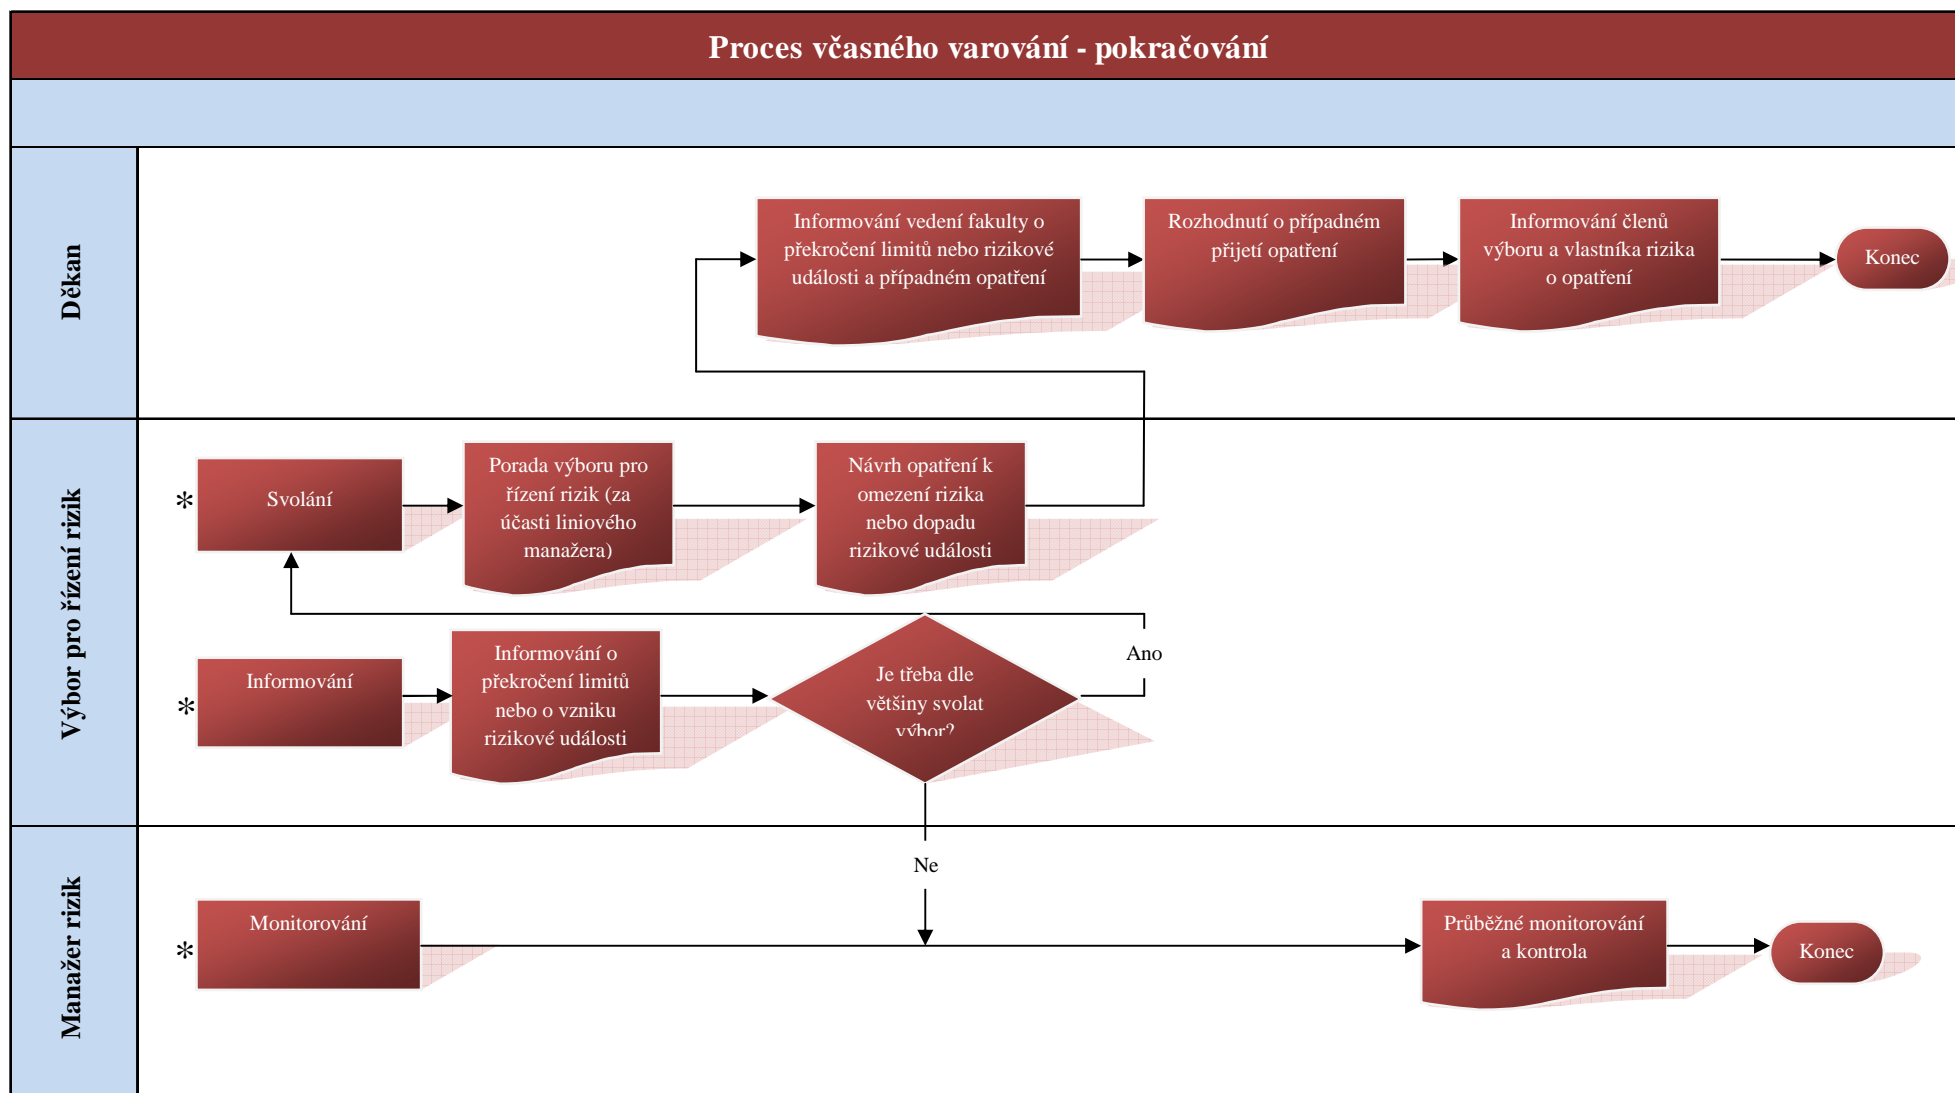 Proces včasného varování - pokračování
Děkan
Informování vedení fakulty o
překročení limitů nebo rizikové
události a případném opatření
Rozhodnutí o případném
přijetí opatření
Informování členů
výboru a vlastníka rizika
o opatření
Konec
Výbor pro řízení rizik
*
Svolání
Porada výboru pro
řízení rizik (za
účasti liniového
manažera)
Návrh opatření k
omezení rizika
nebo dopadu
rizikové události
*
Informování
Informování o
překročení limitů
nebo o vzniku
rizikové události
Je třeba dle
většiny svolat
výbor?
Ano
Ne
Manažer rizik
*
Monitorování
Průběžné monitorování
a kontrola
Konec